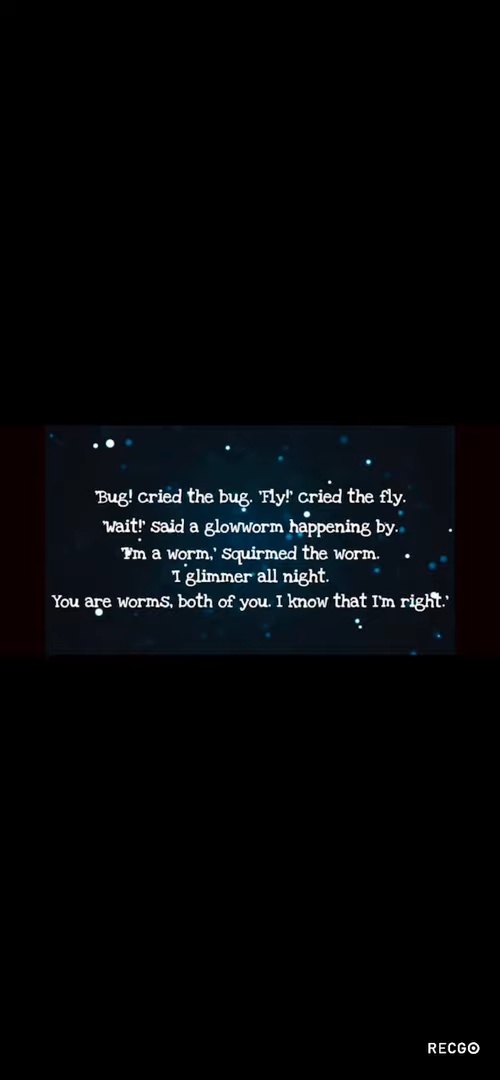 'Bug! cried the bug. 'Fly!' cried the fly.
'Wait!' said a glowworm happening by.
'I'm a worm,' squirmed the worm.
'I glimmer all night.
You are worms, both of you. I know that I'm right.'
RECGO